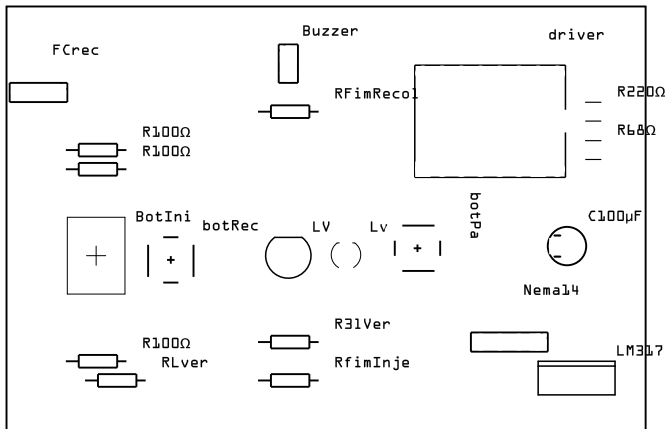 Buzzer
driver
FCrec
RFimRecol
R220Ω
R100Ω
R68Ω
R100Ω
botPa
BotIni
botRec
LV
Lv
C100µF
Nema14
R31Ver
R100Ω
RLver
RfimInje
LM317